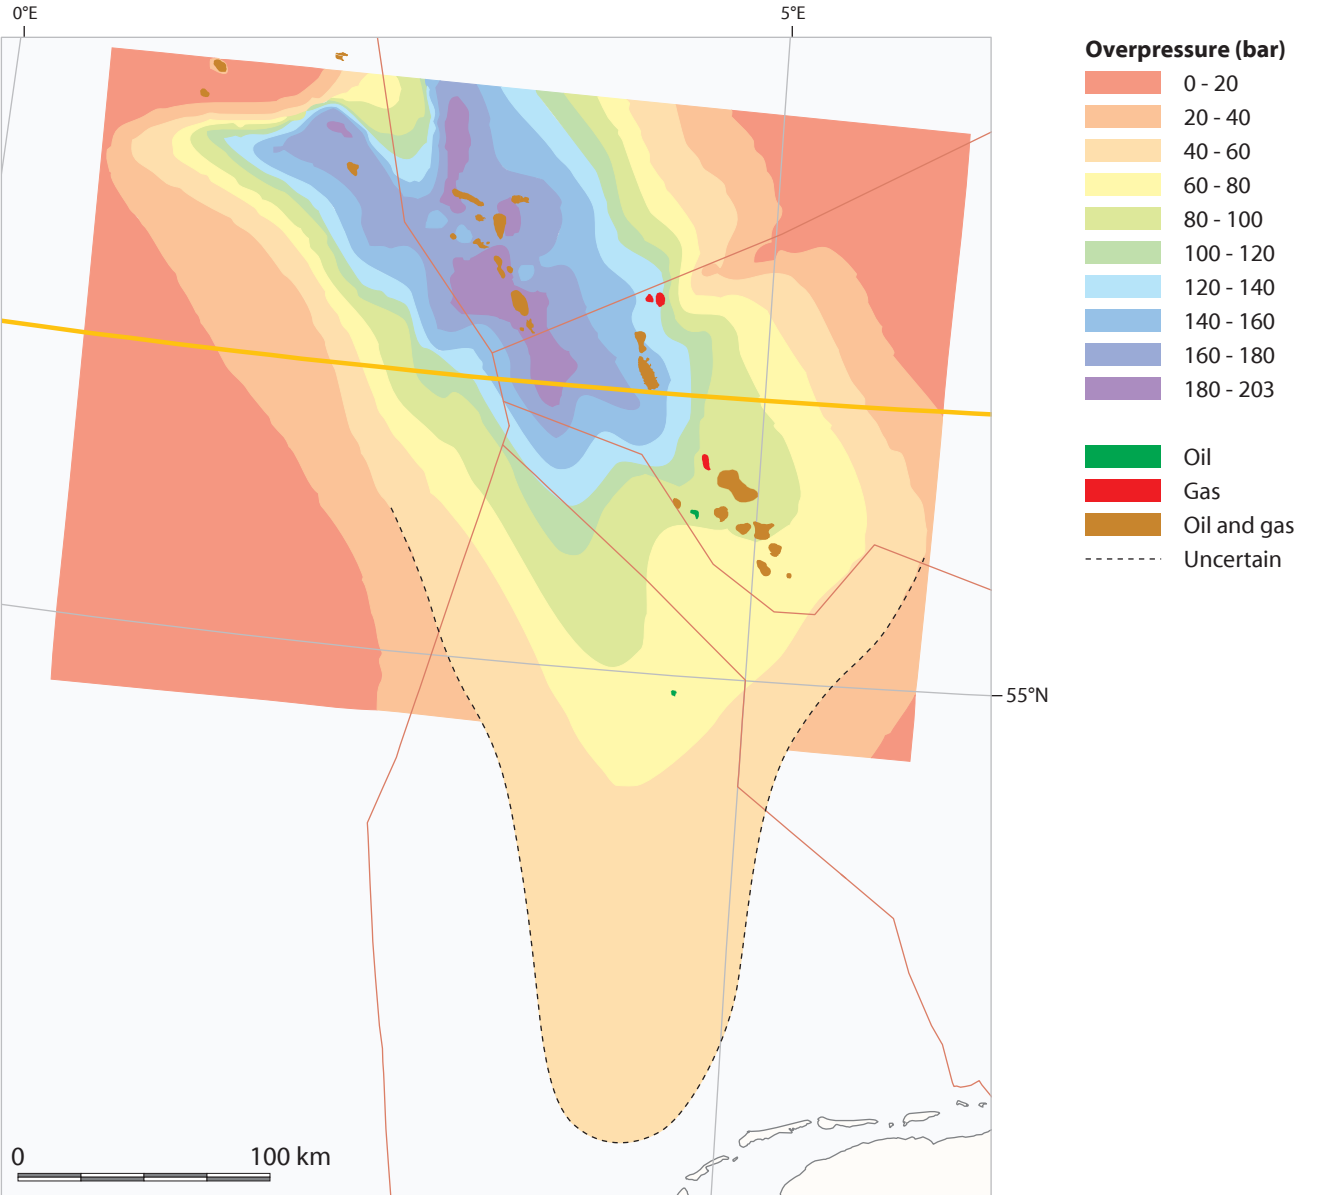 0°E
5°E
Overpressure (bar)
0 - 20
20 - 40
40 - 60
60 - 80
80 - 100
100 - 120
120 - 140
140 - 160
160 - 180
180 - 203
Oil
Gas
Oil and gas
Uncertain
55°N
0
100 km